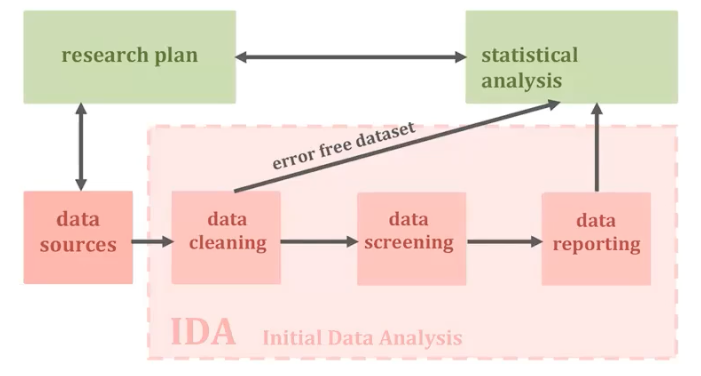 research plan
statistical
analysis
error free dataset
data
sources
data
cleaning
data
screening
data
reporting
IDA Initial Data Analysis